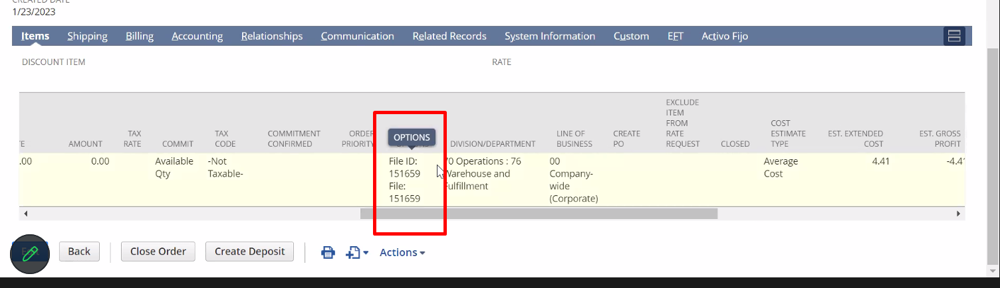 CREATED DATE
1/23/2023
Items Shipping Billing Accounting Relationships Communication Related Records System Information Custom EFT Activo Fijo
DISCOUNT ITEM RATE
EXCLUDE
ITEM
FROM COST
TAX TAX COMMITMENT ORDER OPTIONS LINE OF CREATE RATE ESTIMATE EST. EXTENDED EST. GROSS
AMOUNT RATE COMMIT CODE CONFIRMED PRIORITY DIVISION/DEPARTMENT BUSINESS PO REQUEST CLOSED TYPE COST PROFIT
.00 0.00 Available -Not File ID: 70 Operations : 76 00 Average 4.41 -4.41
Qty Taxable- 151659 Warehouse and Company- Cost
File: Fulfillment wide
151659 (Corporate)
Back Close Order Create Deposit Actions